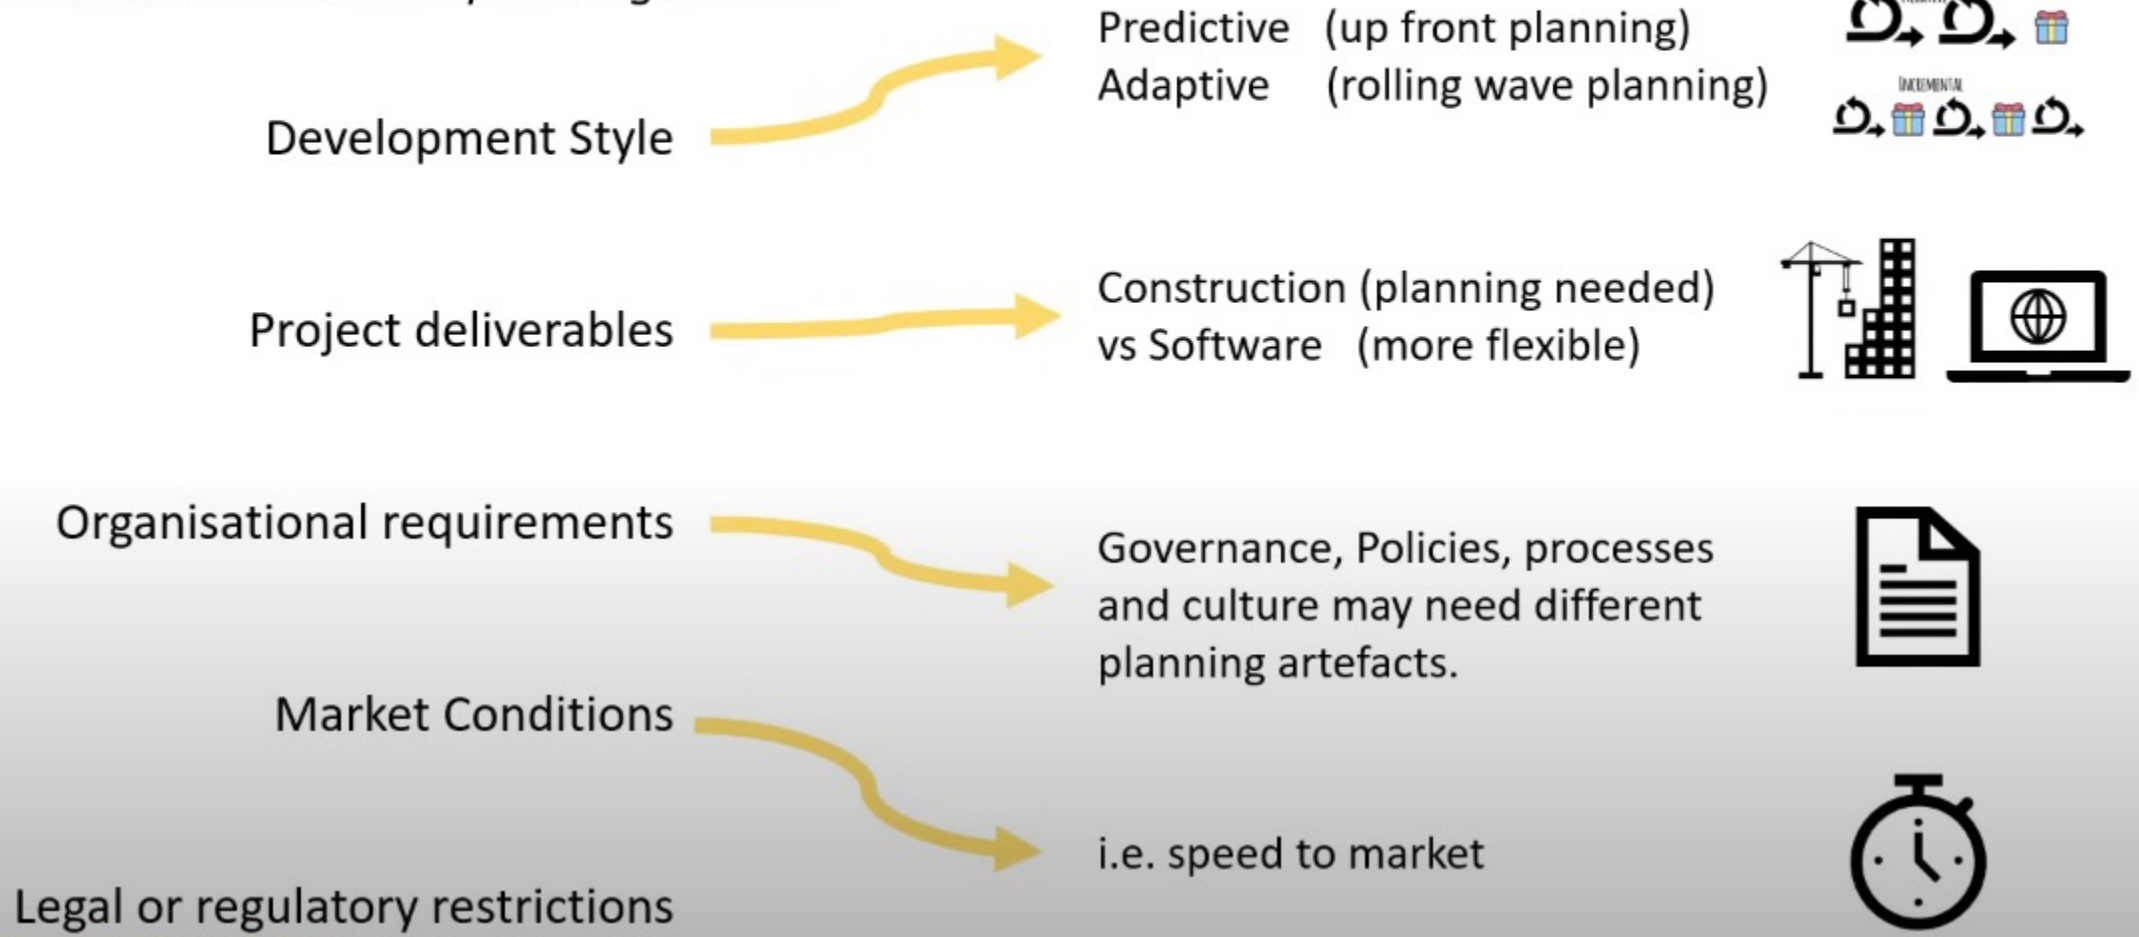 Development Style
Predictive (up front planning)
Adaptive (rolling wave planning)
INCREMENTAL
Project deliverables
Construction (planning needed)
vs Software (more flexible)
Organisational requirements
Governance, Policies, processes
and culture may need different
planning artefacts.
Market Conditions
i.e. speed to market
Legal or regulatory restrictions